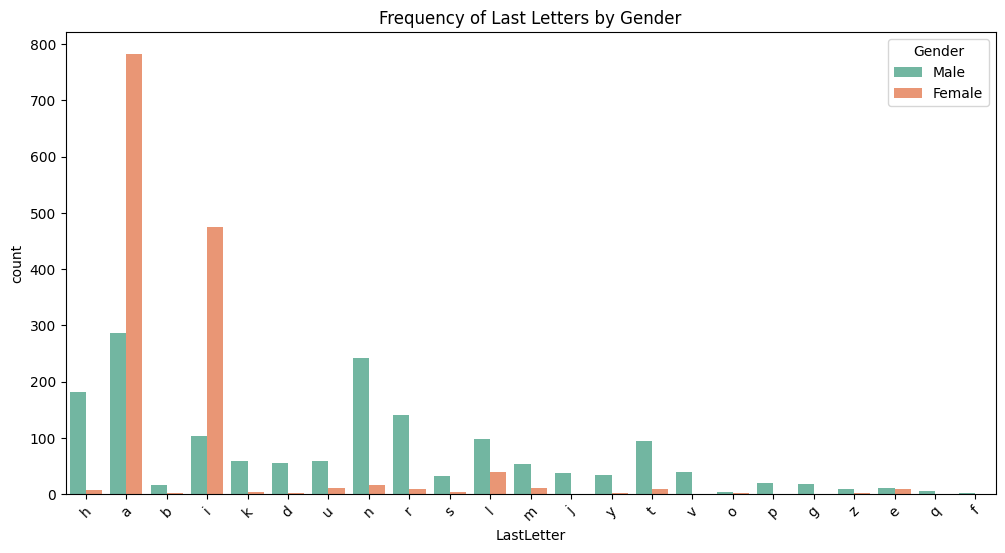 Frequency of Last Letters by Gender
800
700
600
500
400
300
200
100
0
count
Gender
Male
Female
h a b i k d u n r s l m j y t v o p g z e q f
LastLetter